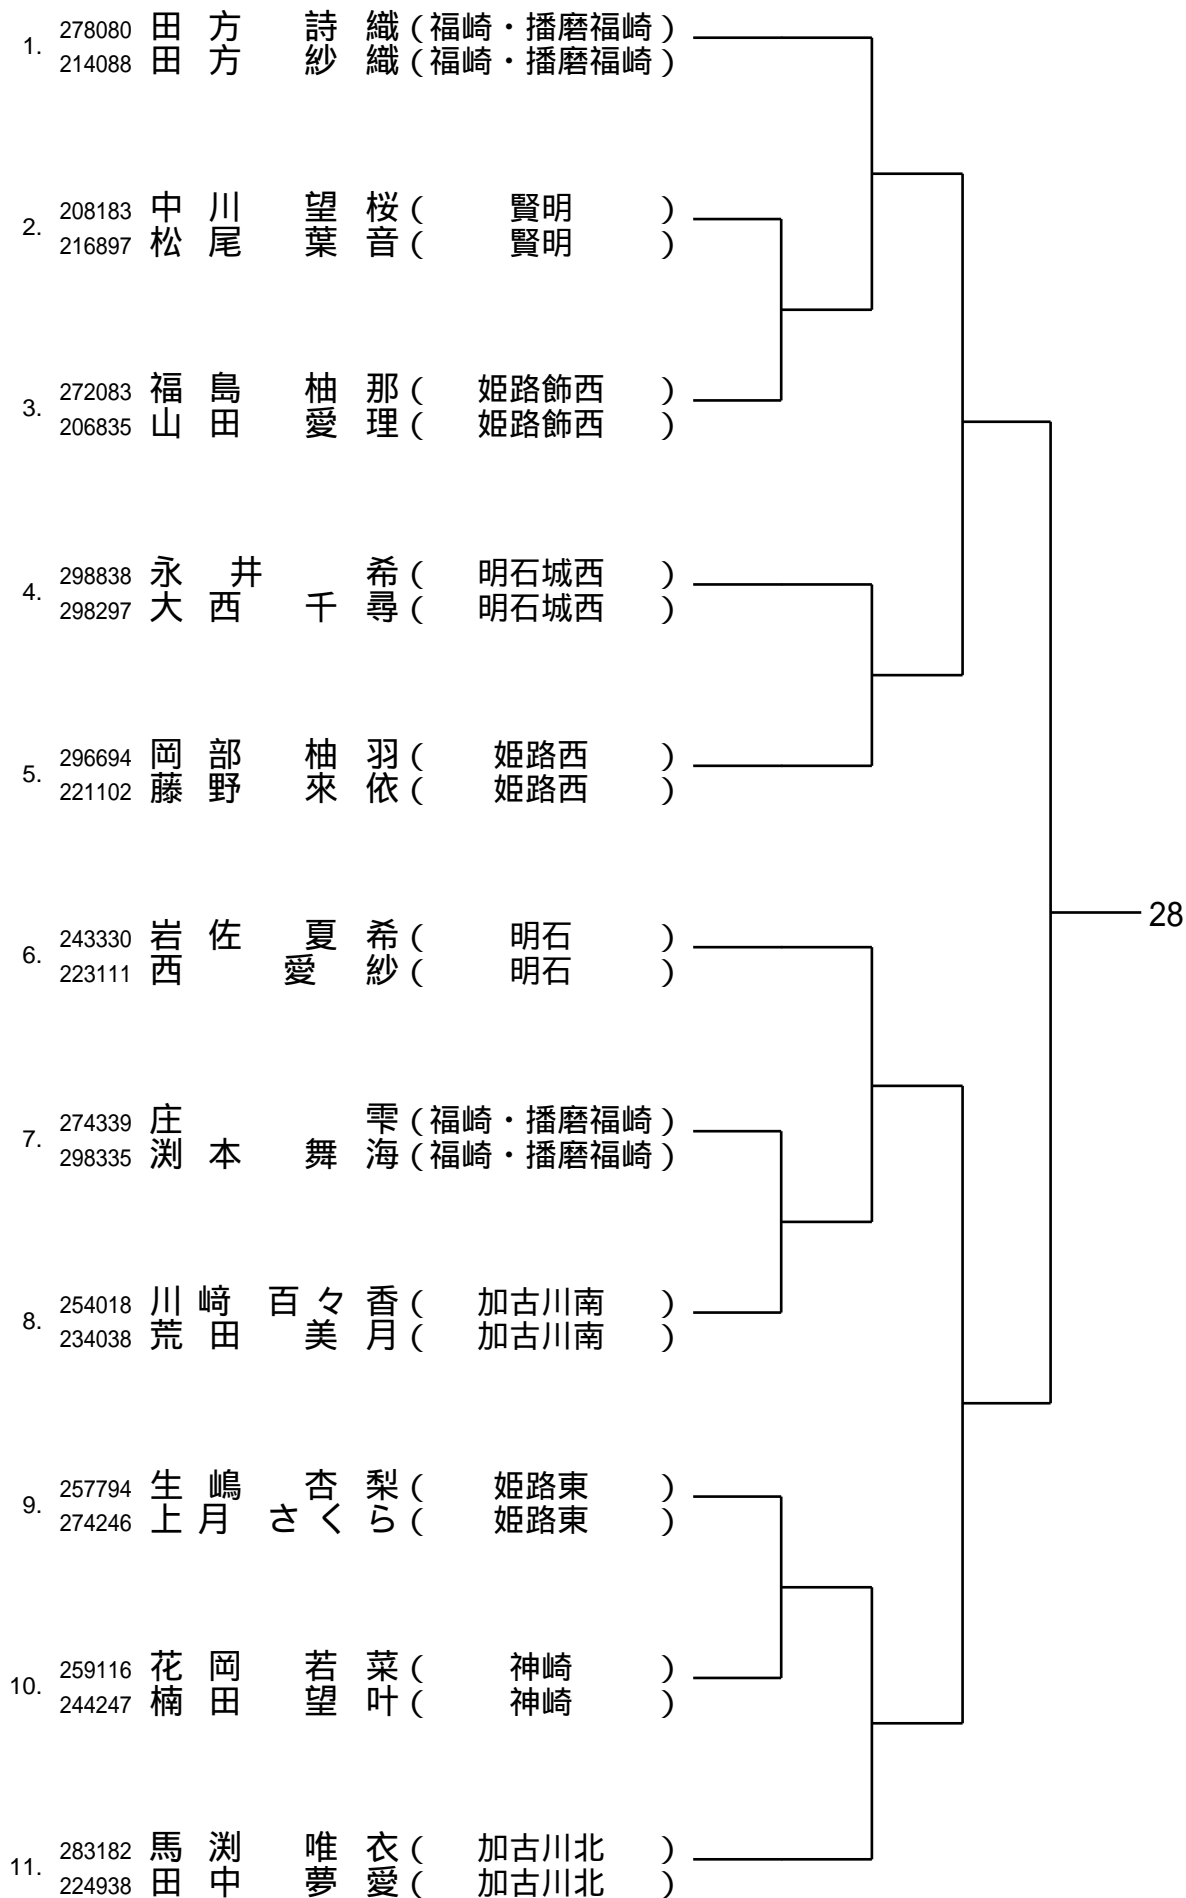 1. 278080 田方 詩織(福崎・播磨福崎)
214088 田方 紗織(福崎・播磨福崎)
2. 208183 中川 望桜(賢明)
216897 松尾 葉音(賢明)
3. 272083 福島 柚那(姫路飾西)
206835 山田 愛理(姫路飾西)
4. 298838 永井 希(明石城西)
298297 大西 千尋(明石城西)
5. 296694 岡部 柚羽(姫路西)
221102 藤野 來依(姫路西)
28
6. 243330 岩佐 夏希(明石)
223111 西 愛紗(明石)
7. 274339 庄 雫(福崎・播磨福崎)
298335 渕本 舞海(福崎・播磨福崎)
8. 254018 川﨑 百々香(加古川南)
234038 荒田 美月(加古川南)
9. 257794 生嶋 杏梨(姫路東)
274246 上月 さくら(姫路東)
10. 259116 花岡 若菜(神崎)
244247 楠田 望叶(神崎)
11. 283182 馬渕 唯衣(加古川北)
224938 田中 夢愛(加古川北)